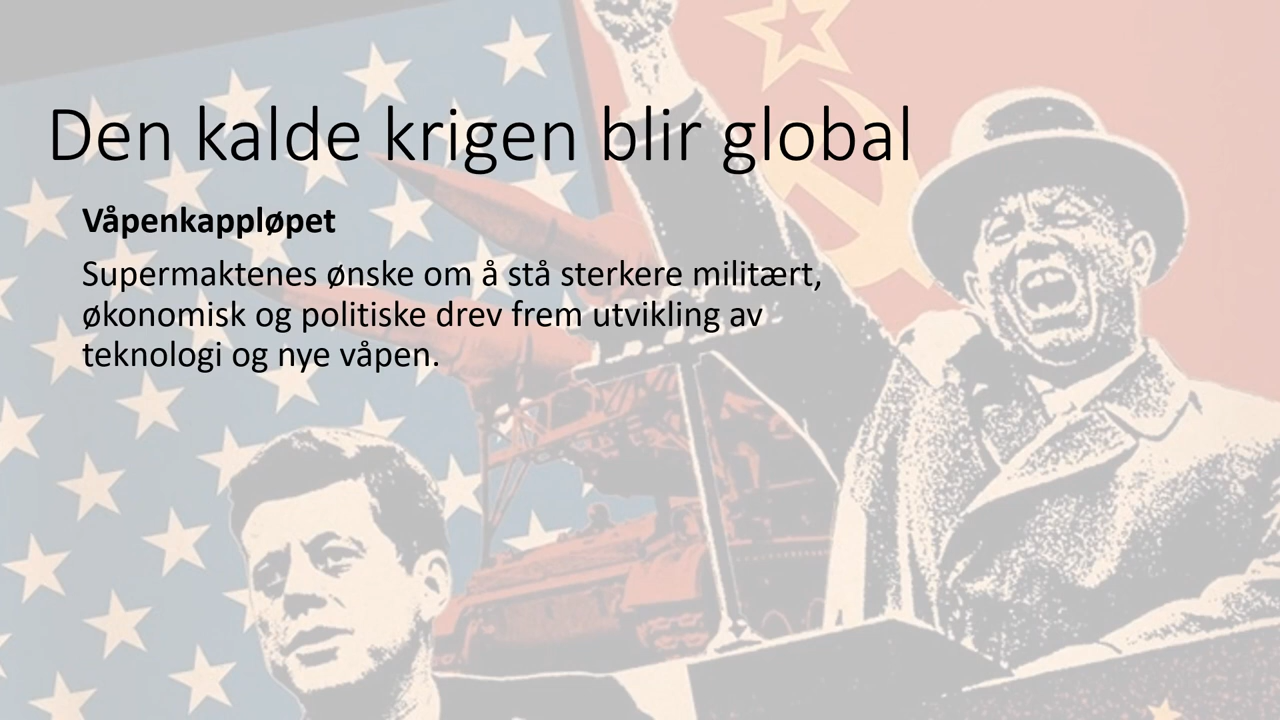 Den kalde krigen blir global
Våpenkappløpet
Supermaktenes ønske om å stå sterkere militært,
økonomisk og politiske drev frem utvikling av
teknologi og nye våpen.